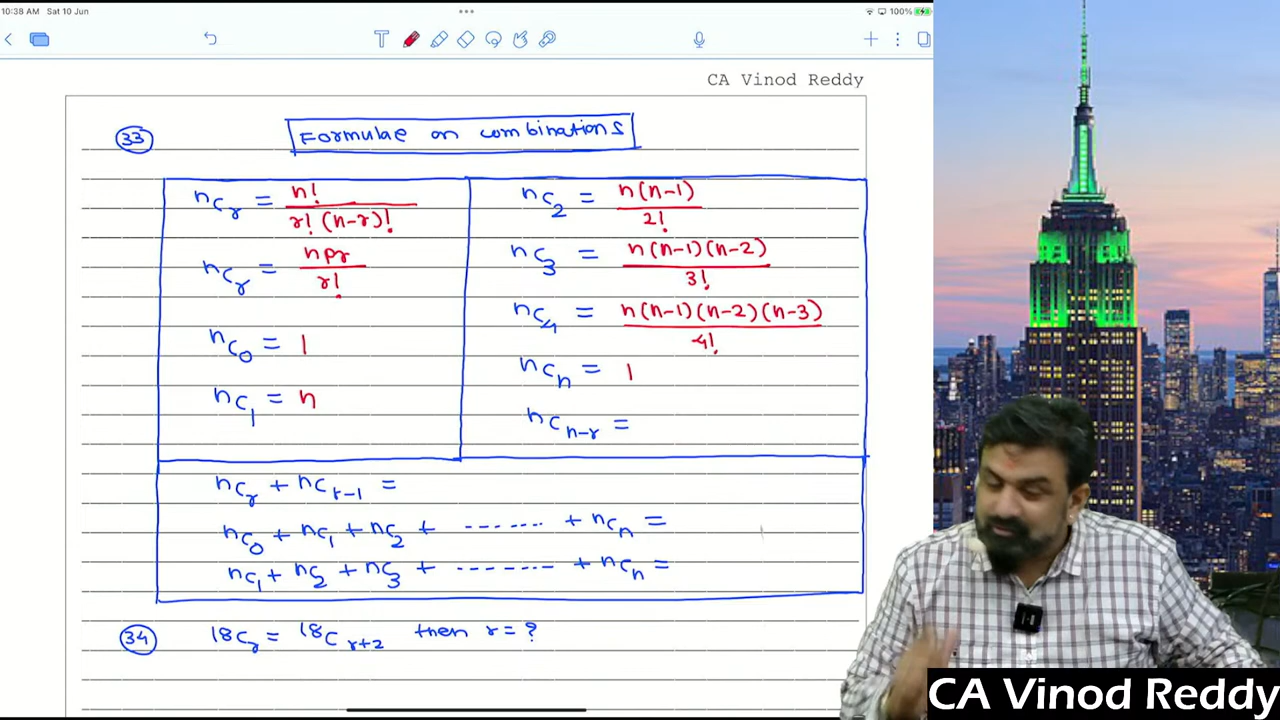 10:38 AM Sat 10 Jun
100%
T
CA Vinod Reddy
33 Formulae on combinations
nCr = n! / r! (n-r)!
nCr = nPr / r!
nC0 = 1
nC1 = n
nC2 = n(n-1) / 2!
nC3 = n(n-1)(n-2) / 3!
nC4 = n(n-1)(n-2)(n-3) / 4!
nCn = 1
nCn-r =
nCr + nCr-1 =
nC0 + nC1 + nC2 + ....... + nCn =
nC1 + nC2 + nC3 + ........ + nCn =
34 18Cr = 18Cr+2 then r = ?
CA Vinod Reddy